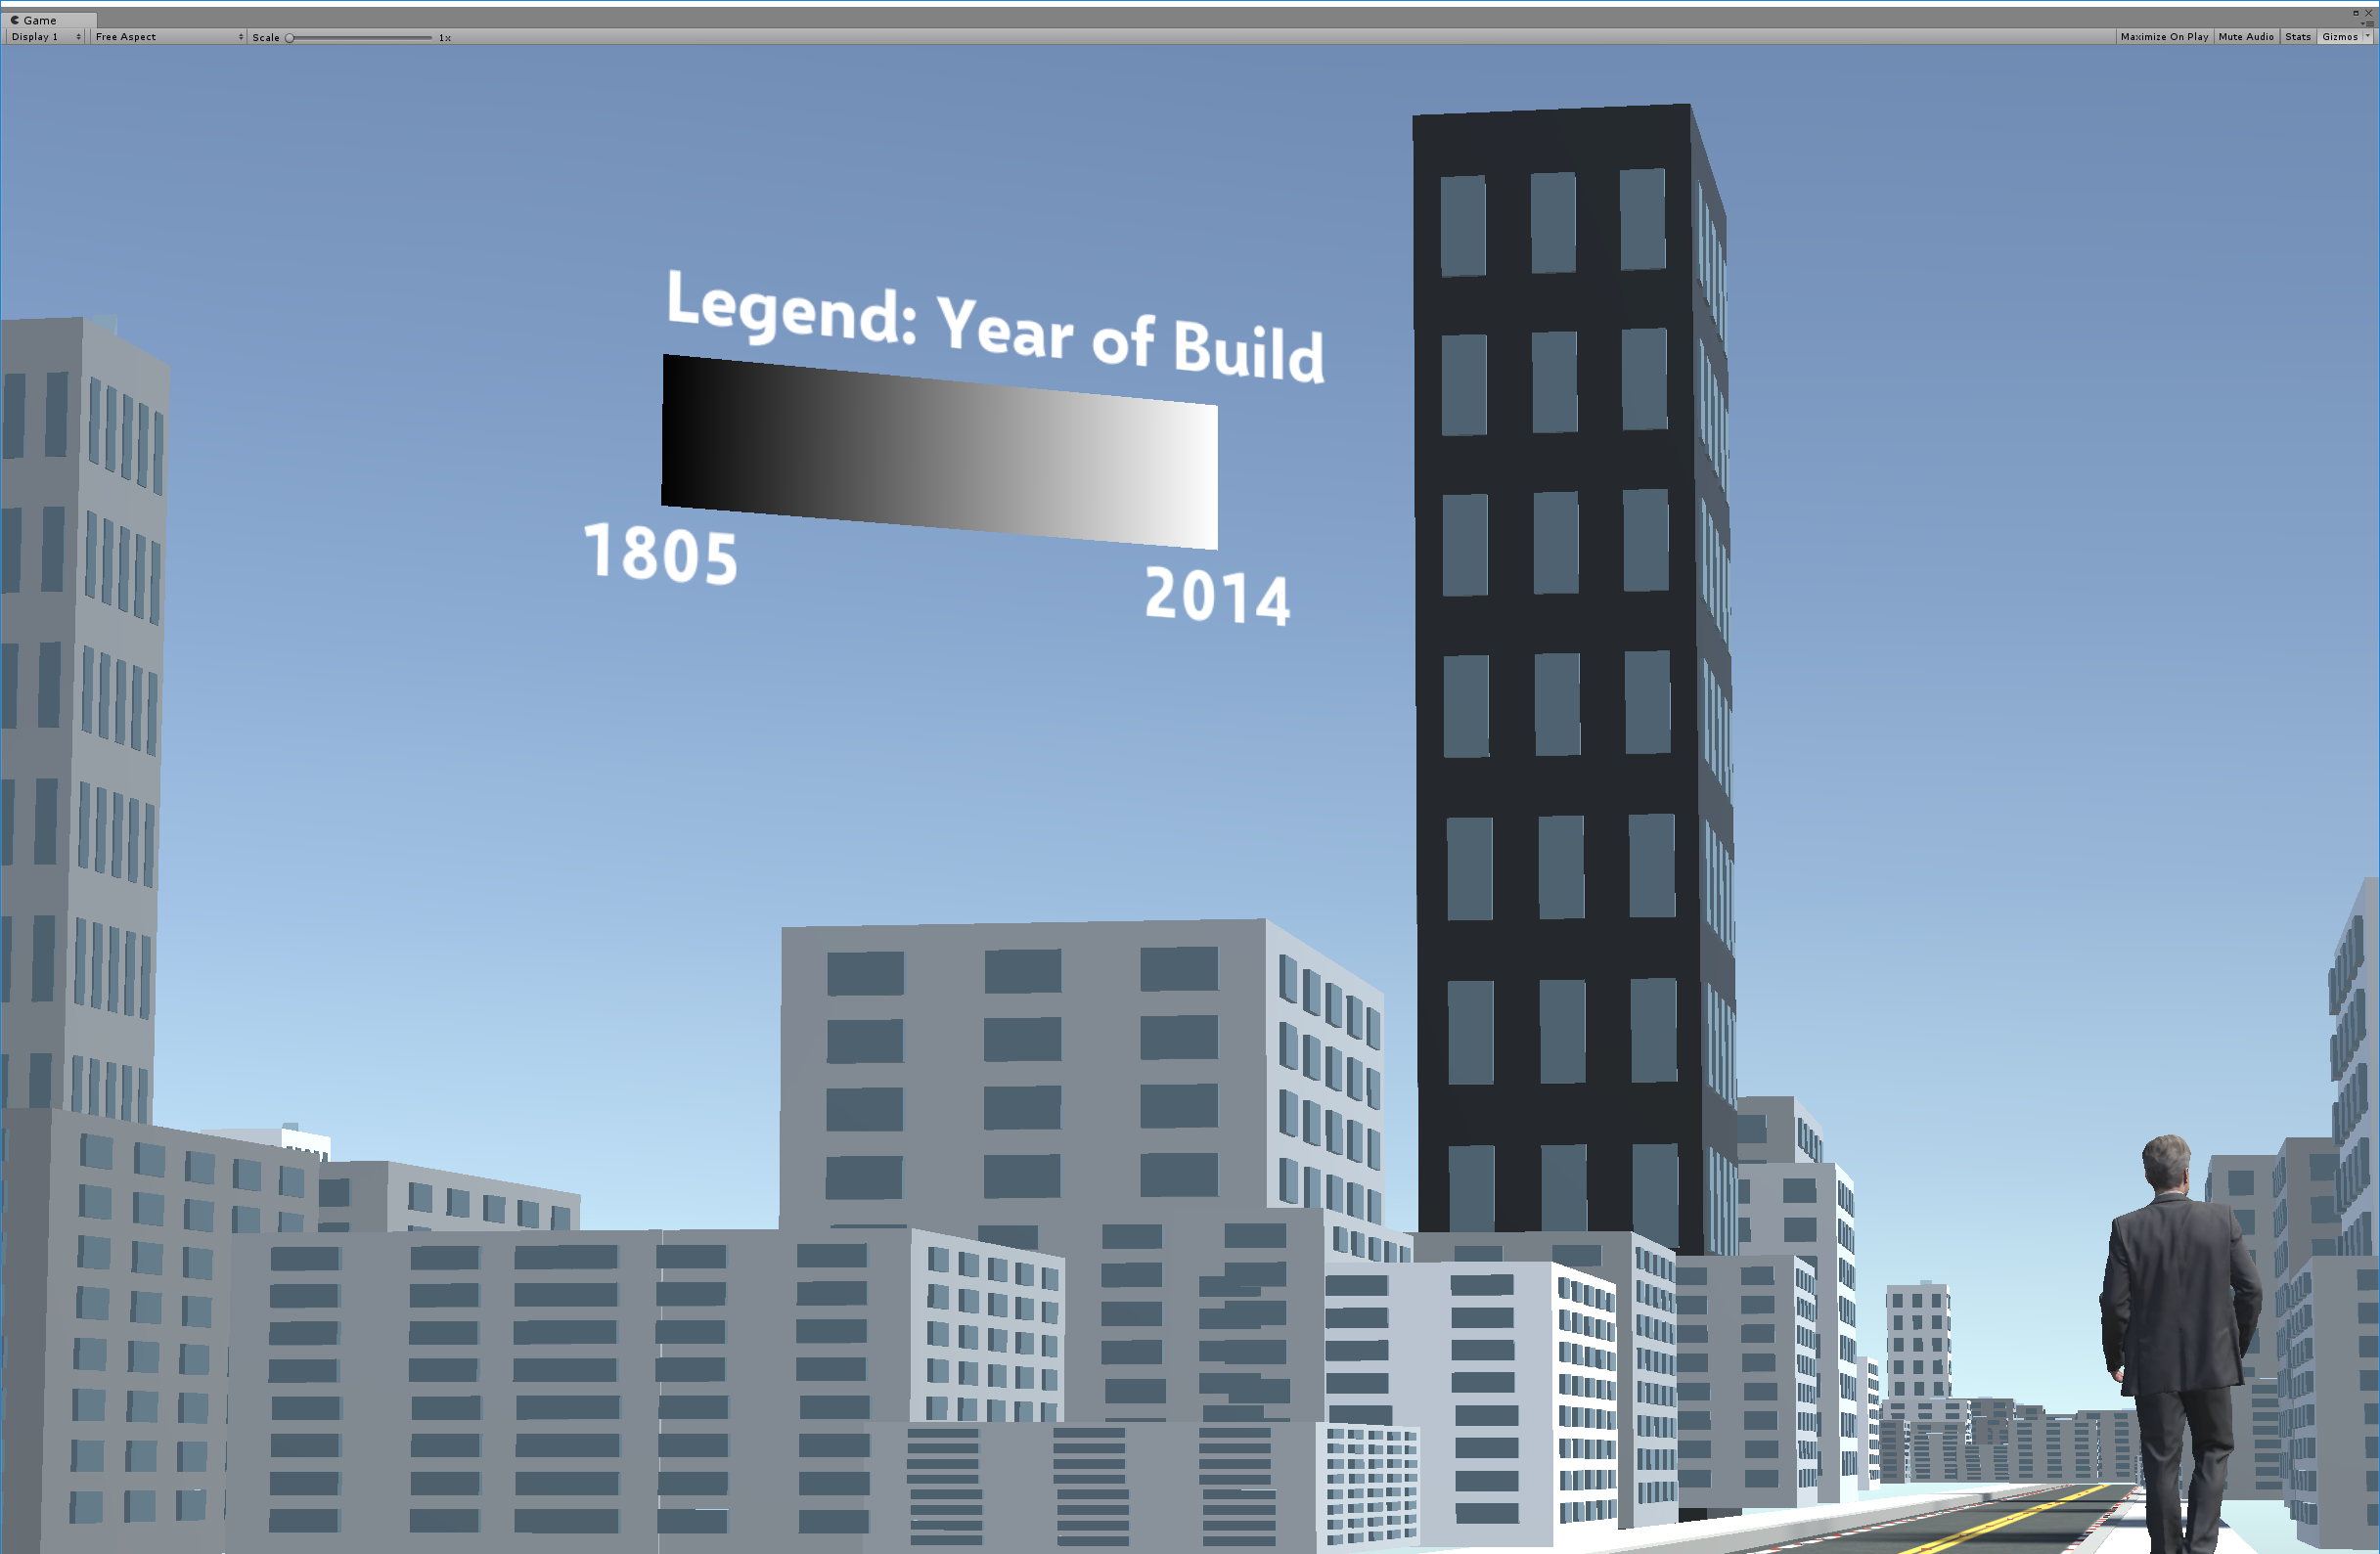 Game
Display 1 Free Aspect Scale 1x Maximize On Play Mute Audio Stats Gizmos
Legend: Year of Build
1805
2014